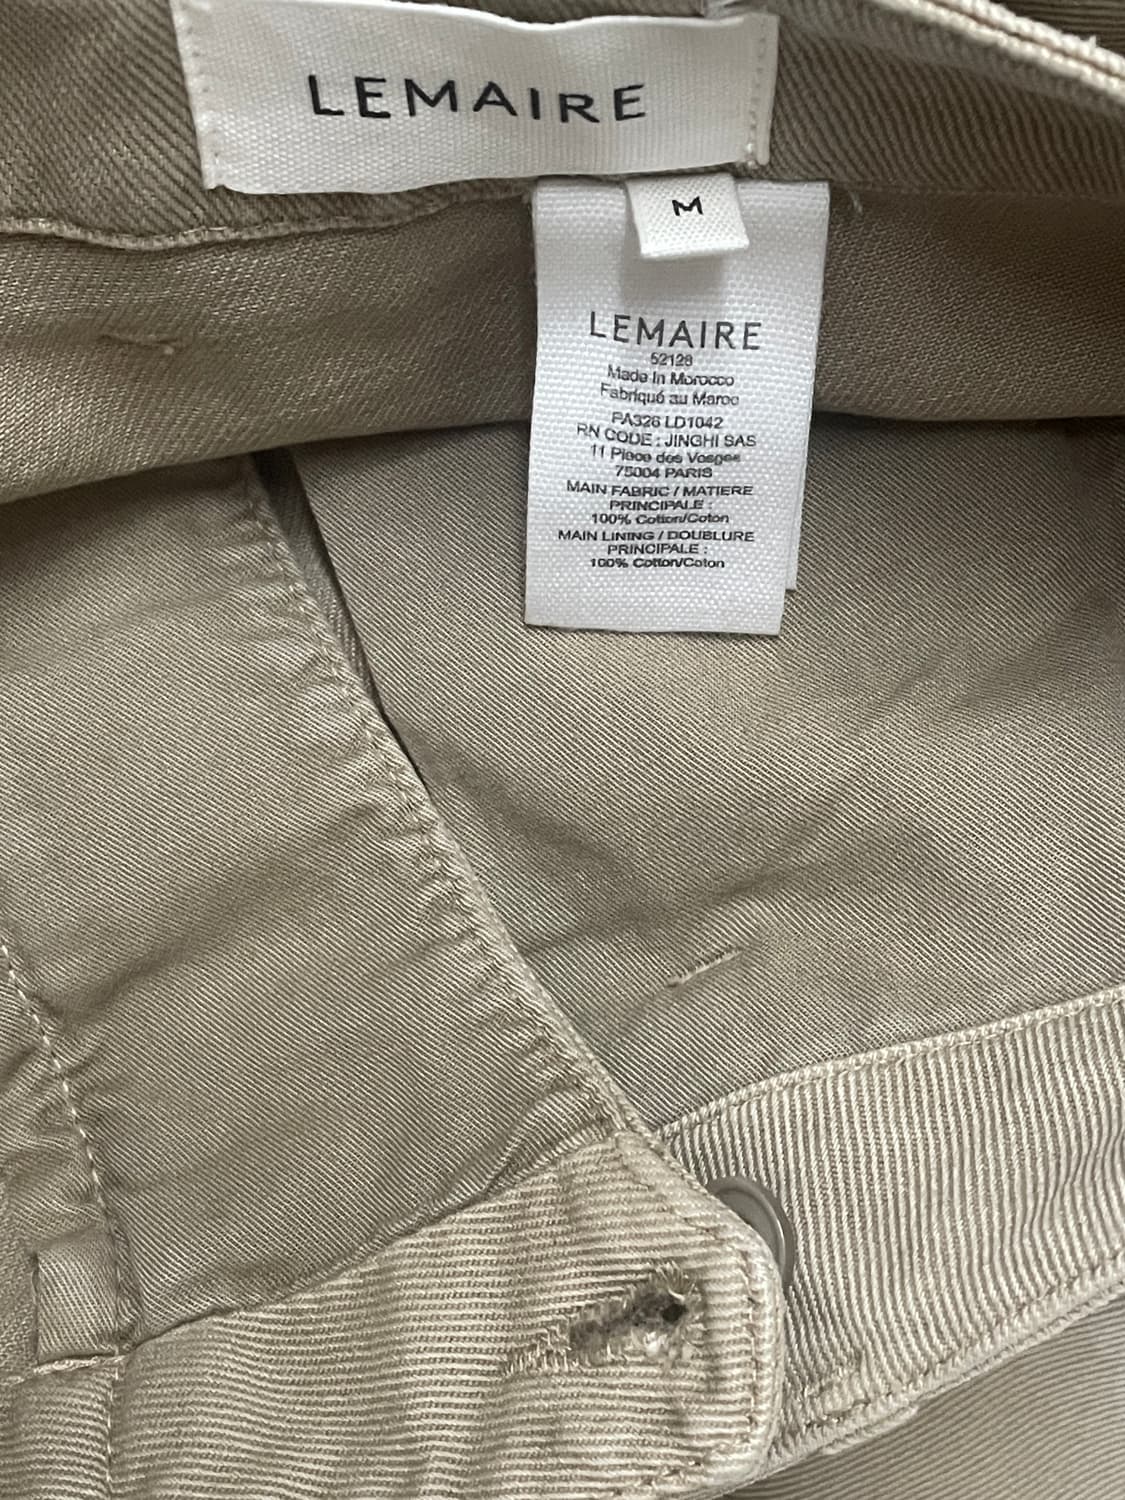 LEMAIRE
M
LEMAIRE
52128
Made In Morocco
Fabriqué au Maroc
PA326 LD1042
RN CODE : JINGHI SAS
11 Place des Vosges
75004 PARIS
MAIN FABRIC / MATIERE
PRINCIPALE :
100% Cotton/Coton
MAIN LINING / DOUBLURE
PRINCIPALE :
100% Cotton/Coton